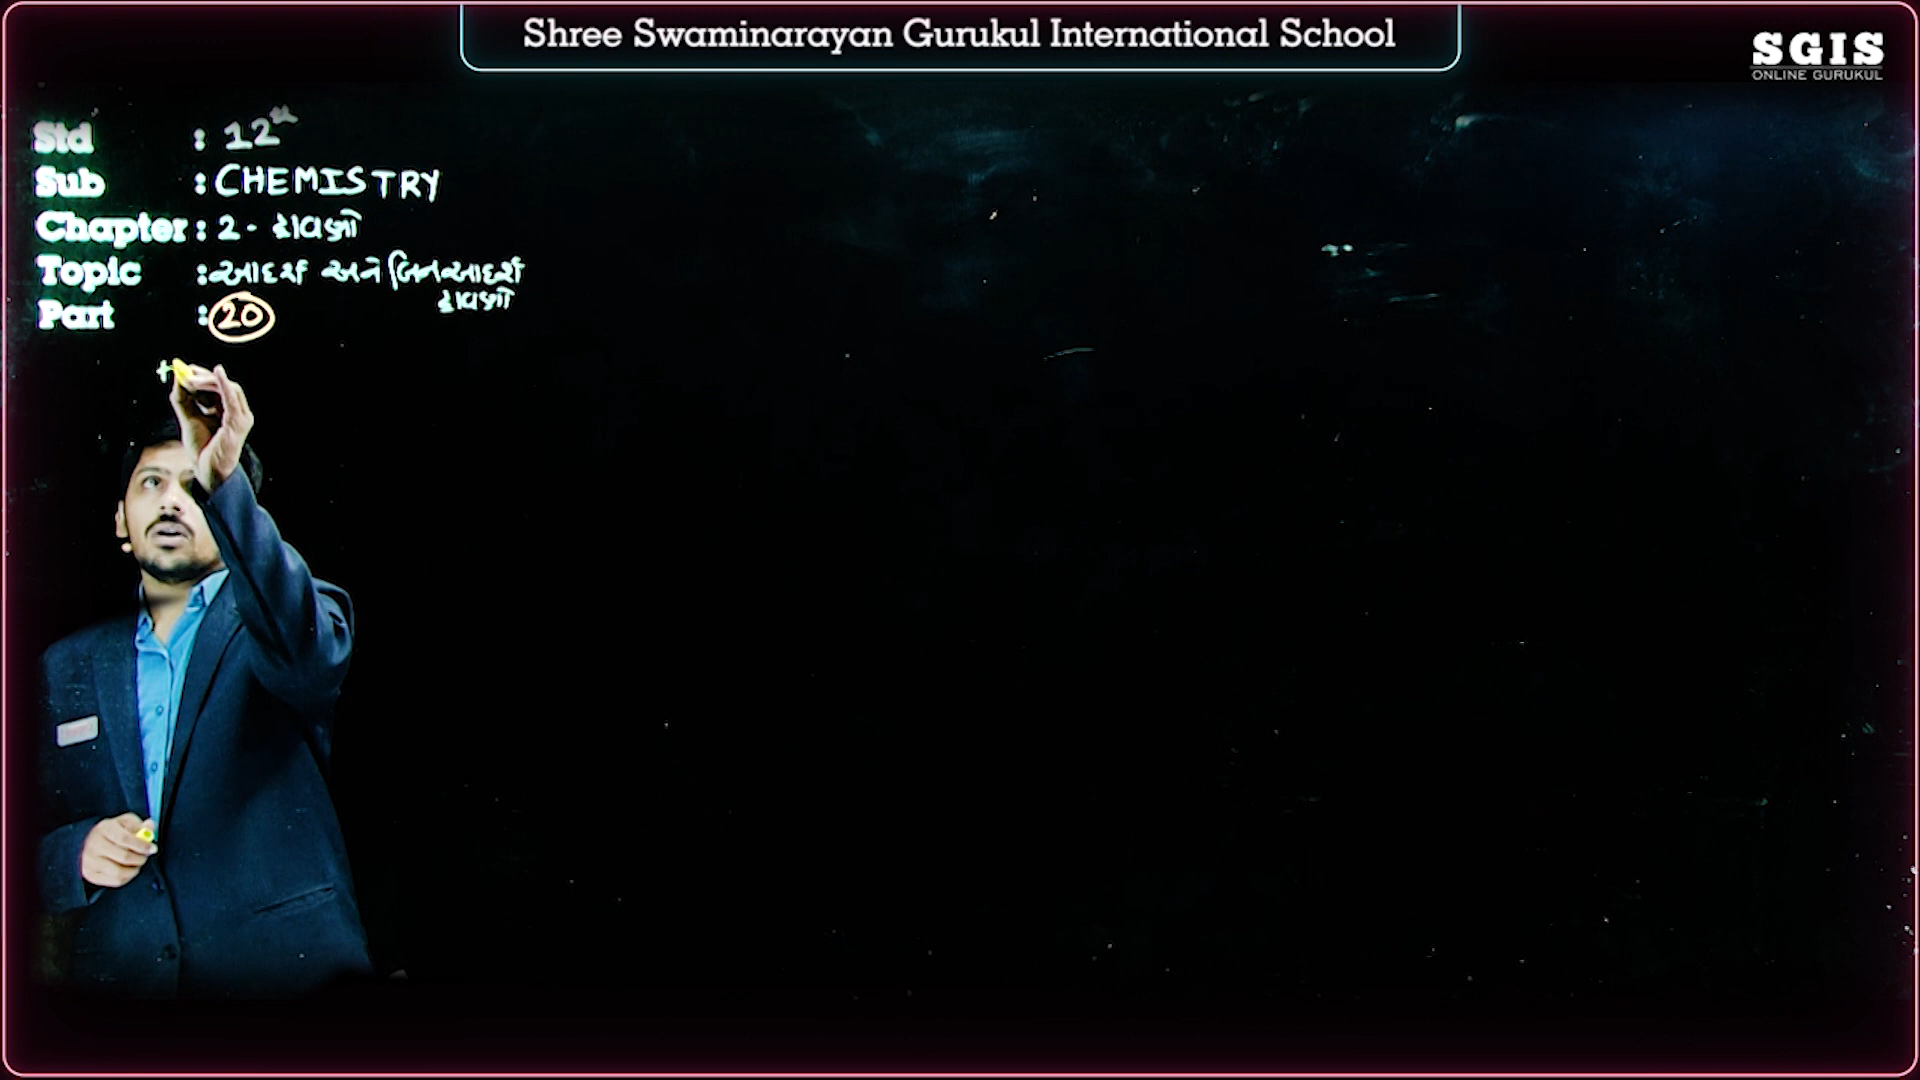 Shree Swaminarayan Gurukul International School
SGIS
ONLINE GURUKUL
Std : 12th
Sub : CHEMISTRY
Chapter : 2 - દ્રાવણો
Topic : આદર્શ અને બિનઆદર્શ
દ્રાવણો
Part : 20